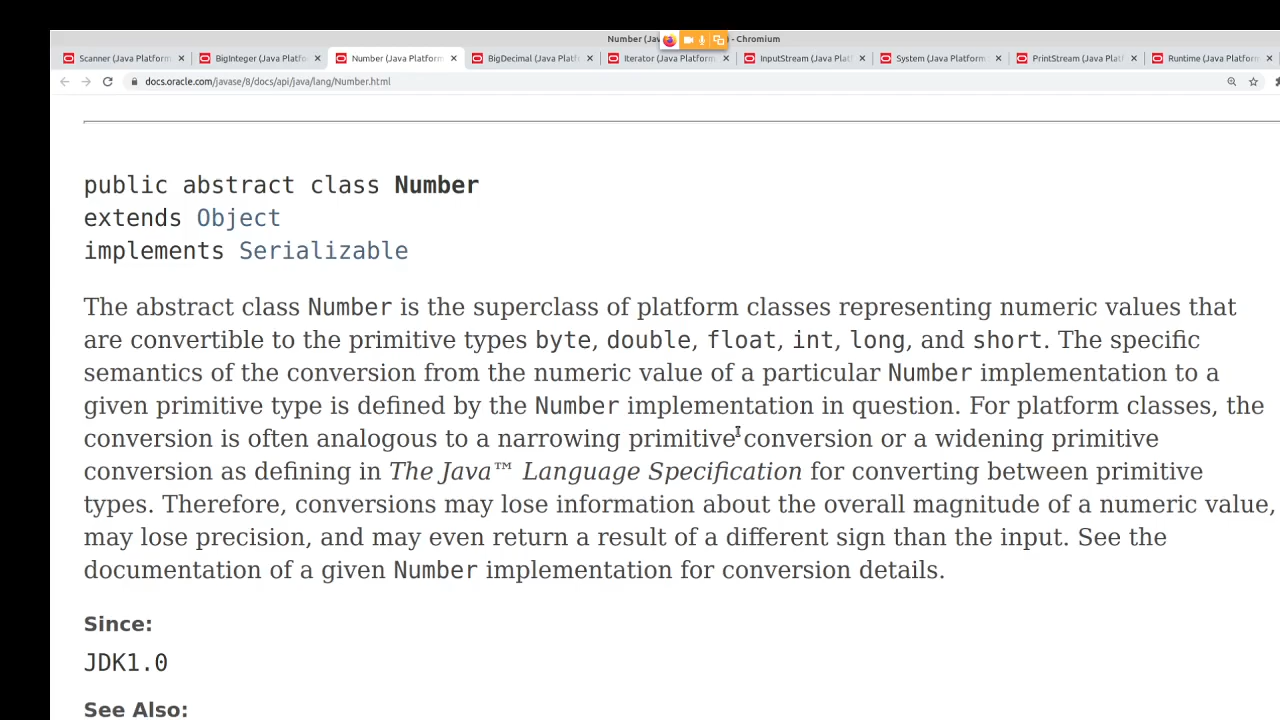 Number (Jav - Chromium
Scanner (Java Platform
BigInteger (Java Platfo
Number (Java Platform
BigDecimal (Java Platf
Iterator (Java Platform
InputStream (Java Plat
System (Java Platform
PrintStream (Java Plat
Runtime (Java Platform
docs.oracle.com/javase/8/docs/api/java/lang/Number.html
public abstract class Number
extends Object
implements Serializable
The abstract class Number is the superclass of platform classes representing numeric values that
are convertible to the primitive types byte, double, float, int, long, and short. The specific
semantics of the conversion from the numeric value of a particular Number implementation to a
given primitive type is defined by the Number implementation in question. For platform classes, the
conversion is often analogous to a narrowing primitive conversion or a widening primitive
conversion as defining in The Java™ Language Specification for converting between primitive
types. Therefore, conversions may lose information about the overall magnitude of a numeric value,
may lose precision, and may even return a result of a different sign than the input. See the
documentation of a given Number implementation for conversion details.
Since:
JDK1.0
See Also: